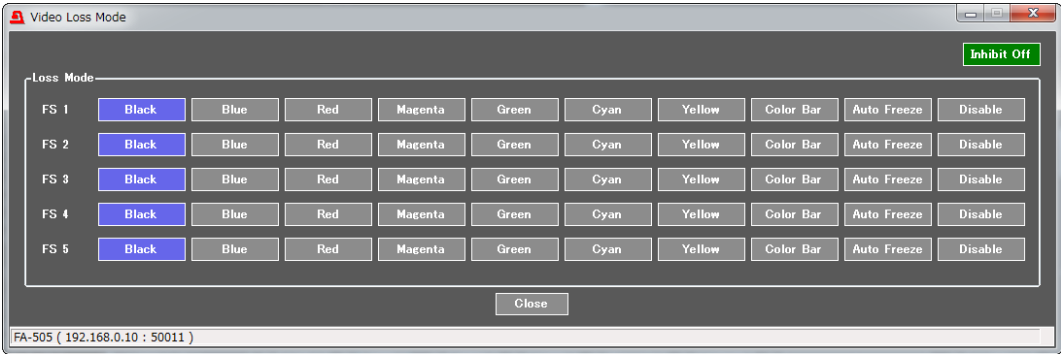 Video Loss Mode
Inhibit Off
Loss Mode
FS 1 Black Blue Red Magenta Green Cyan Yellow Color Bar Auto Freeze Disable
FS 2 Black Blue Red Magenta Green Cyan Yellow Color Bar Auto Freeze Disable
FS 3 Black Blue Red Magenta Green Cyan Yellow Color Bar Auto Freeze Disable
FS 4 Black Blue Red Magenta Green Cyan Yellow Color Bar Auto Freeze Disable
FS 5 Black Blue Red Magenta Green Cyan Yellow Color Bar Auto Freeze Disable
Close
FA-505 ( 192.168.0.10 : 50011 )